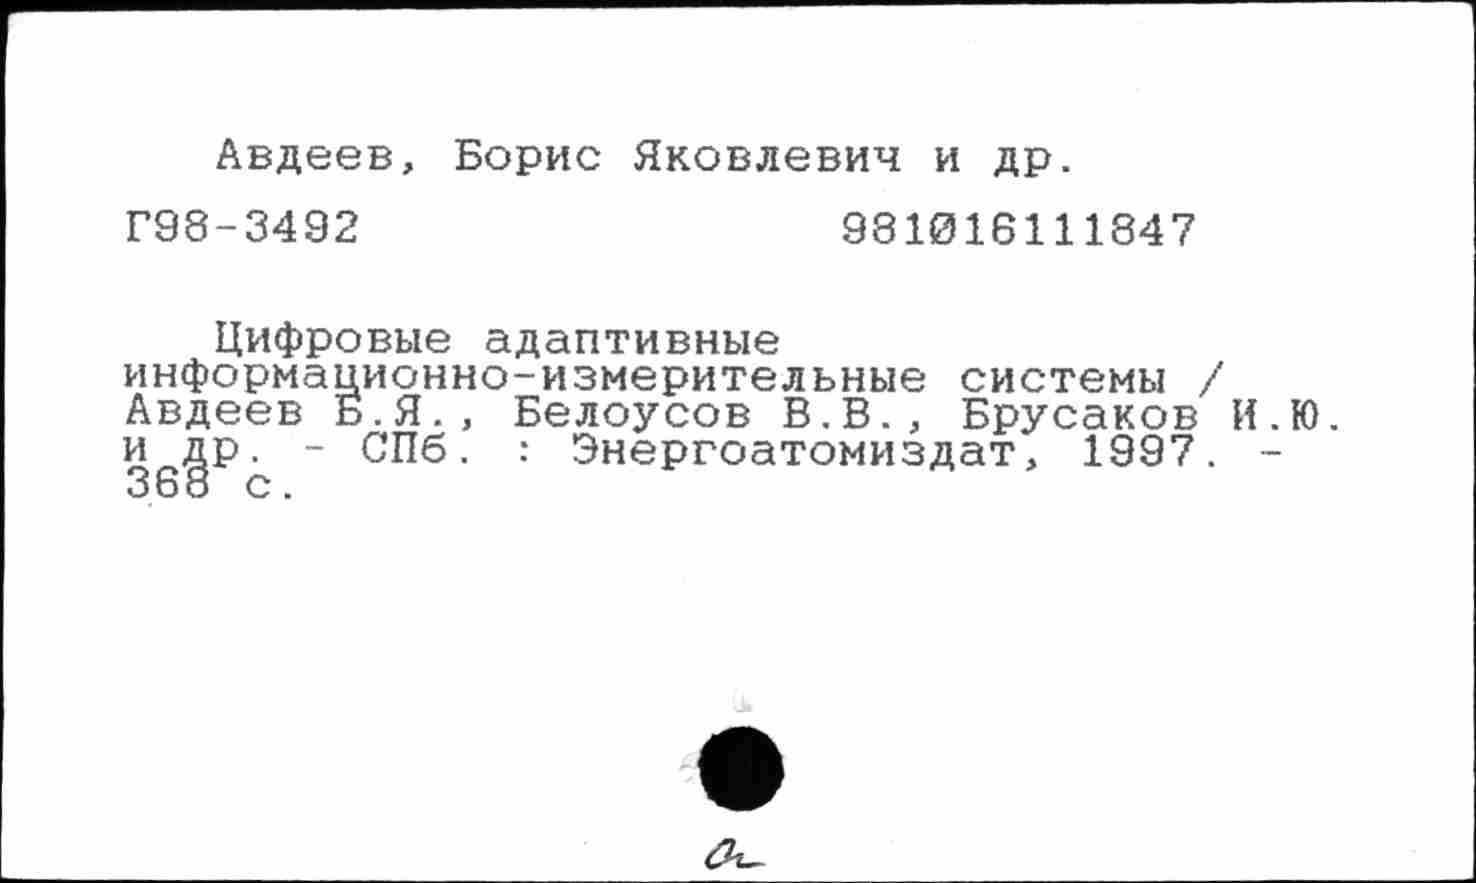 Авдеев, Борис Яковлевич и др.
Г98-3492 981016111847
Цифровые адаптивные
информационно-измерительные системы /
Авдеев Б.Я., Белоусов В.В., Брусаков И.Ю.
и др. - СПб. : Энергоатомиздат, 1997. -
368 с.